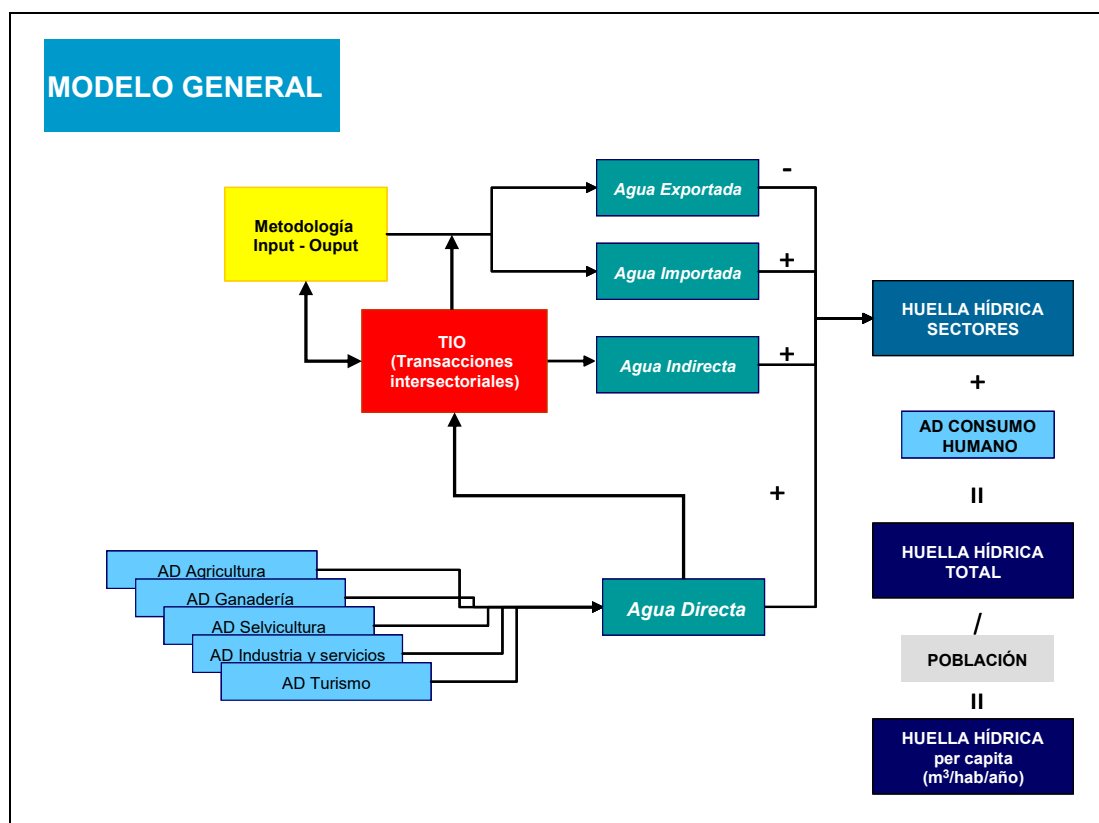 MODELO GENERAL
Metodología
Input - Ouput
TIO
(Transacciones
intersectoriales)
Agua Exportada
-
Agua Importada
+
Agua Indirecta
+
+
Agua Directa
AD Agricultura
AD Ganadería
AD Selvicultura
AD Industria y servicios
AD Turismo
HUELLA HÍDRICA
SECTORES
+
AD CONSUMO
HUMANO
=
HUELLA HÍDRICA
TOTAL
/
POBLACIÓN
=
HUELLA HÍDRICA
per capita
(m³/hab/año)